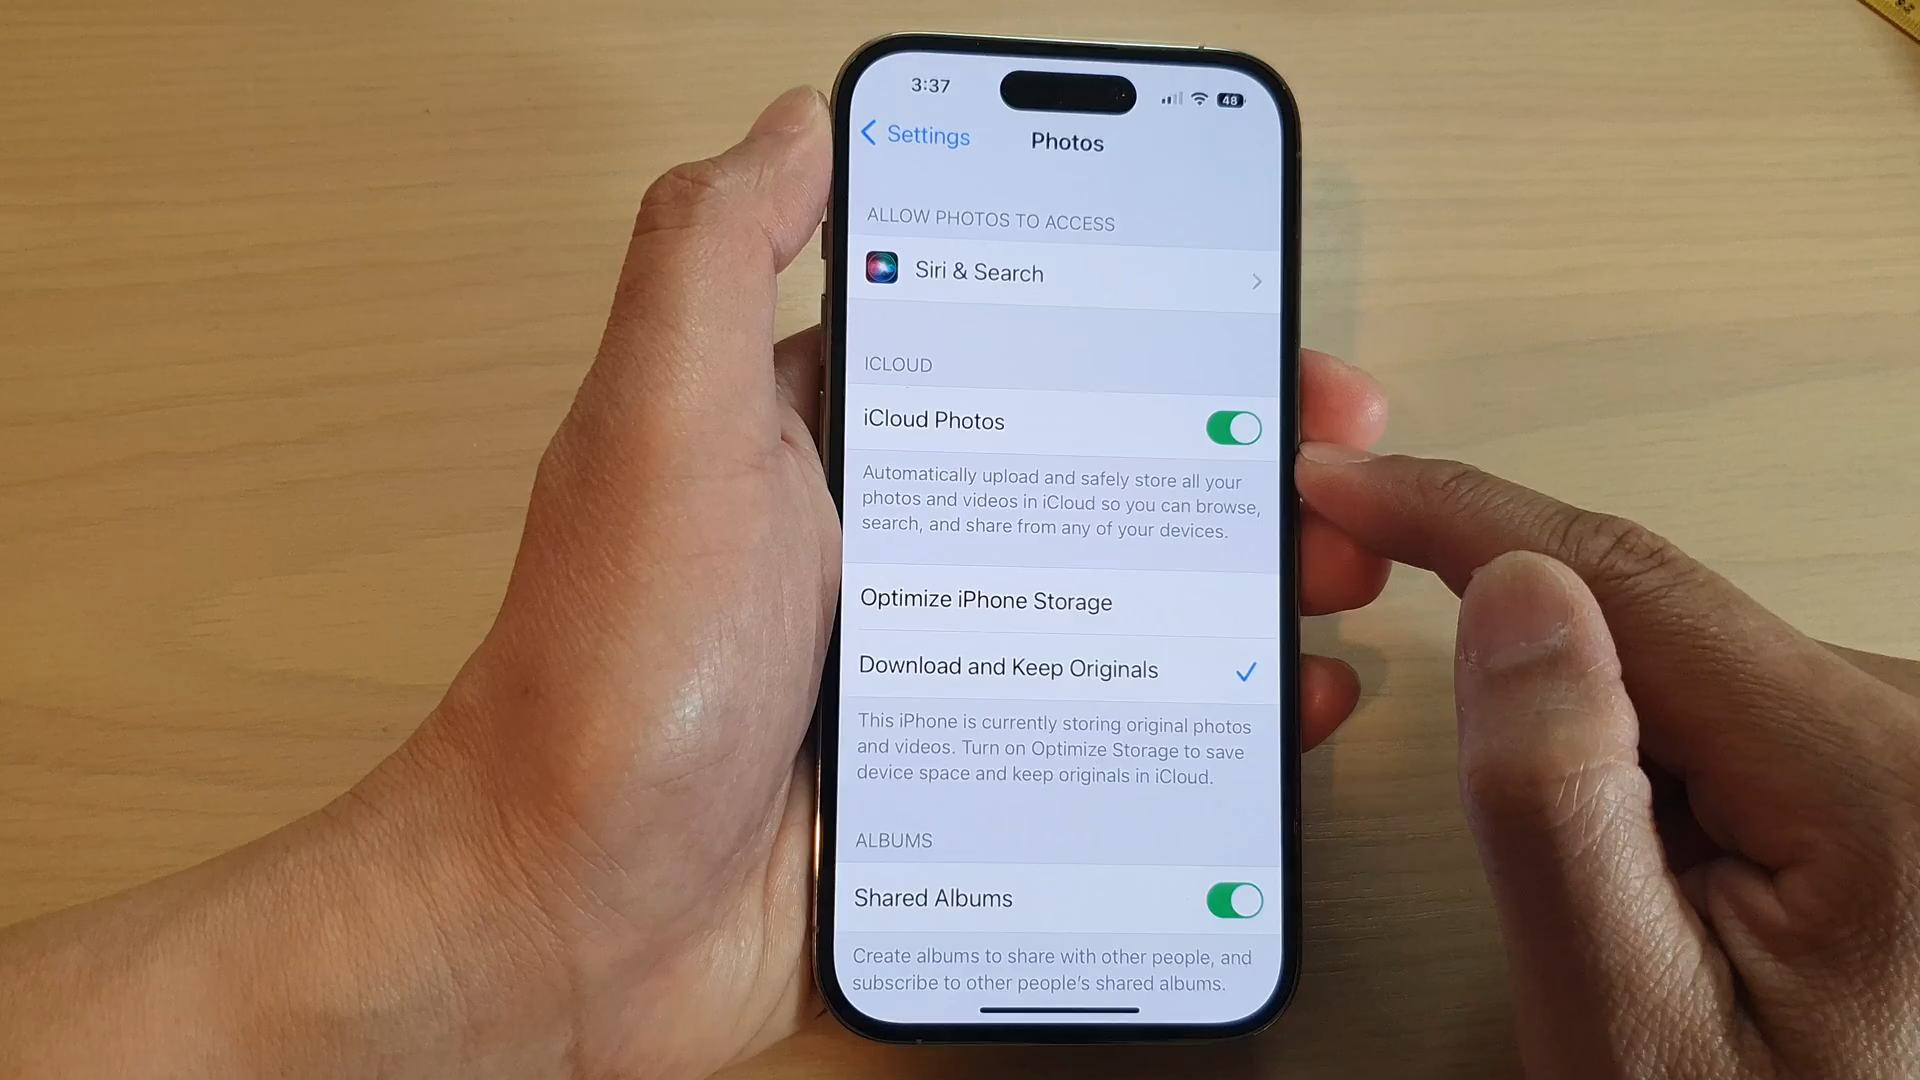 3:37
48
Settings
Photos
ALLOW PHOTOS TO ACCESS
Siri & Search
ICLOUD
iCloud Photos
Automatically upload and safely store all your
photos and videos in iCloud so you can browse,
search, and share from any of your devices.
Optimize iPhone Storage
Download and Keep Originals
This iPhone is currently storing original photos
and videos. Turn on Optimize Storage to save
device space and keep originals in iCloud.
ALBUMS
Shared Albums
Create albums to share with other people, and
subscribe to other people's shared albums.